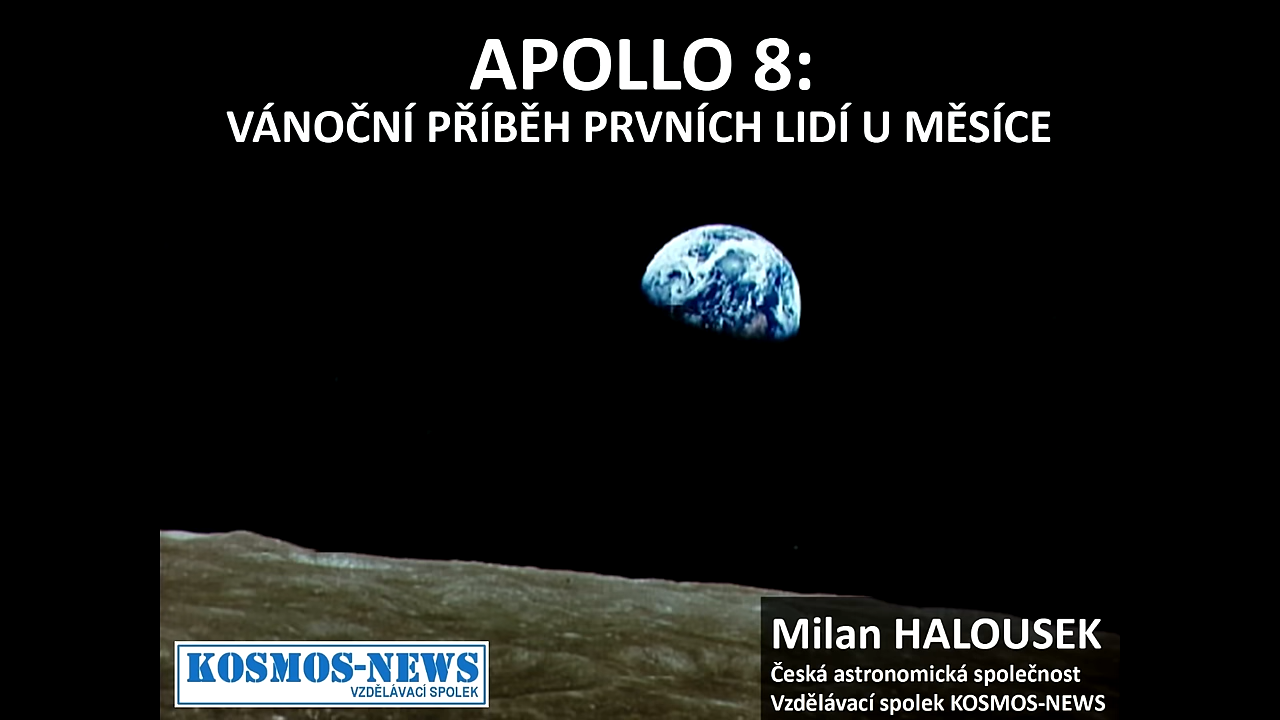 APOLLO 8:
VÁNOČNÍ PŘÍBĚH PRVNÍCH LIDÍ U MĚSÍCE
Milan HALOUSEK
Česká astronomická společnost
Vzdělávací spolek KOSMOS-NEWS
KOSMOS-NEWS
VZDĚLÁVACÍ SPOLEK